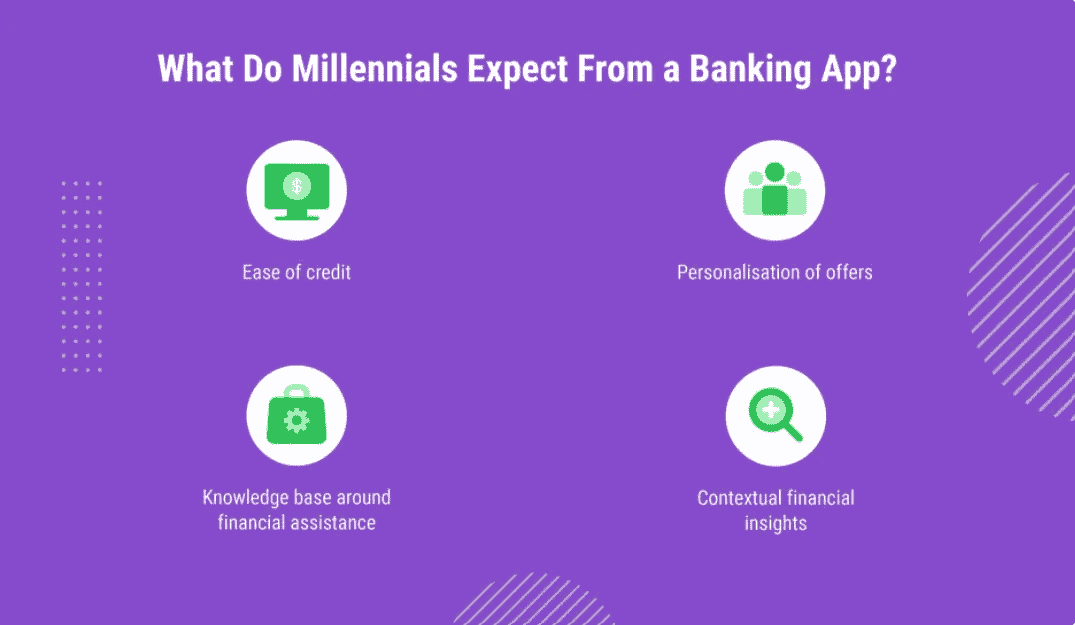 What Do Millennials Expect From a Banking App?
$
Ease of credit
Personalisation of offers
Knowledge base around
financial assistance
Contextual financial
insights